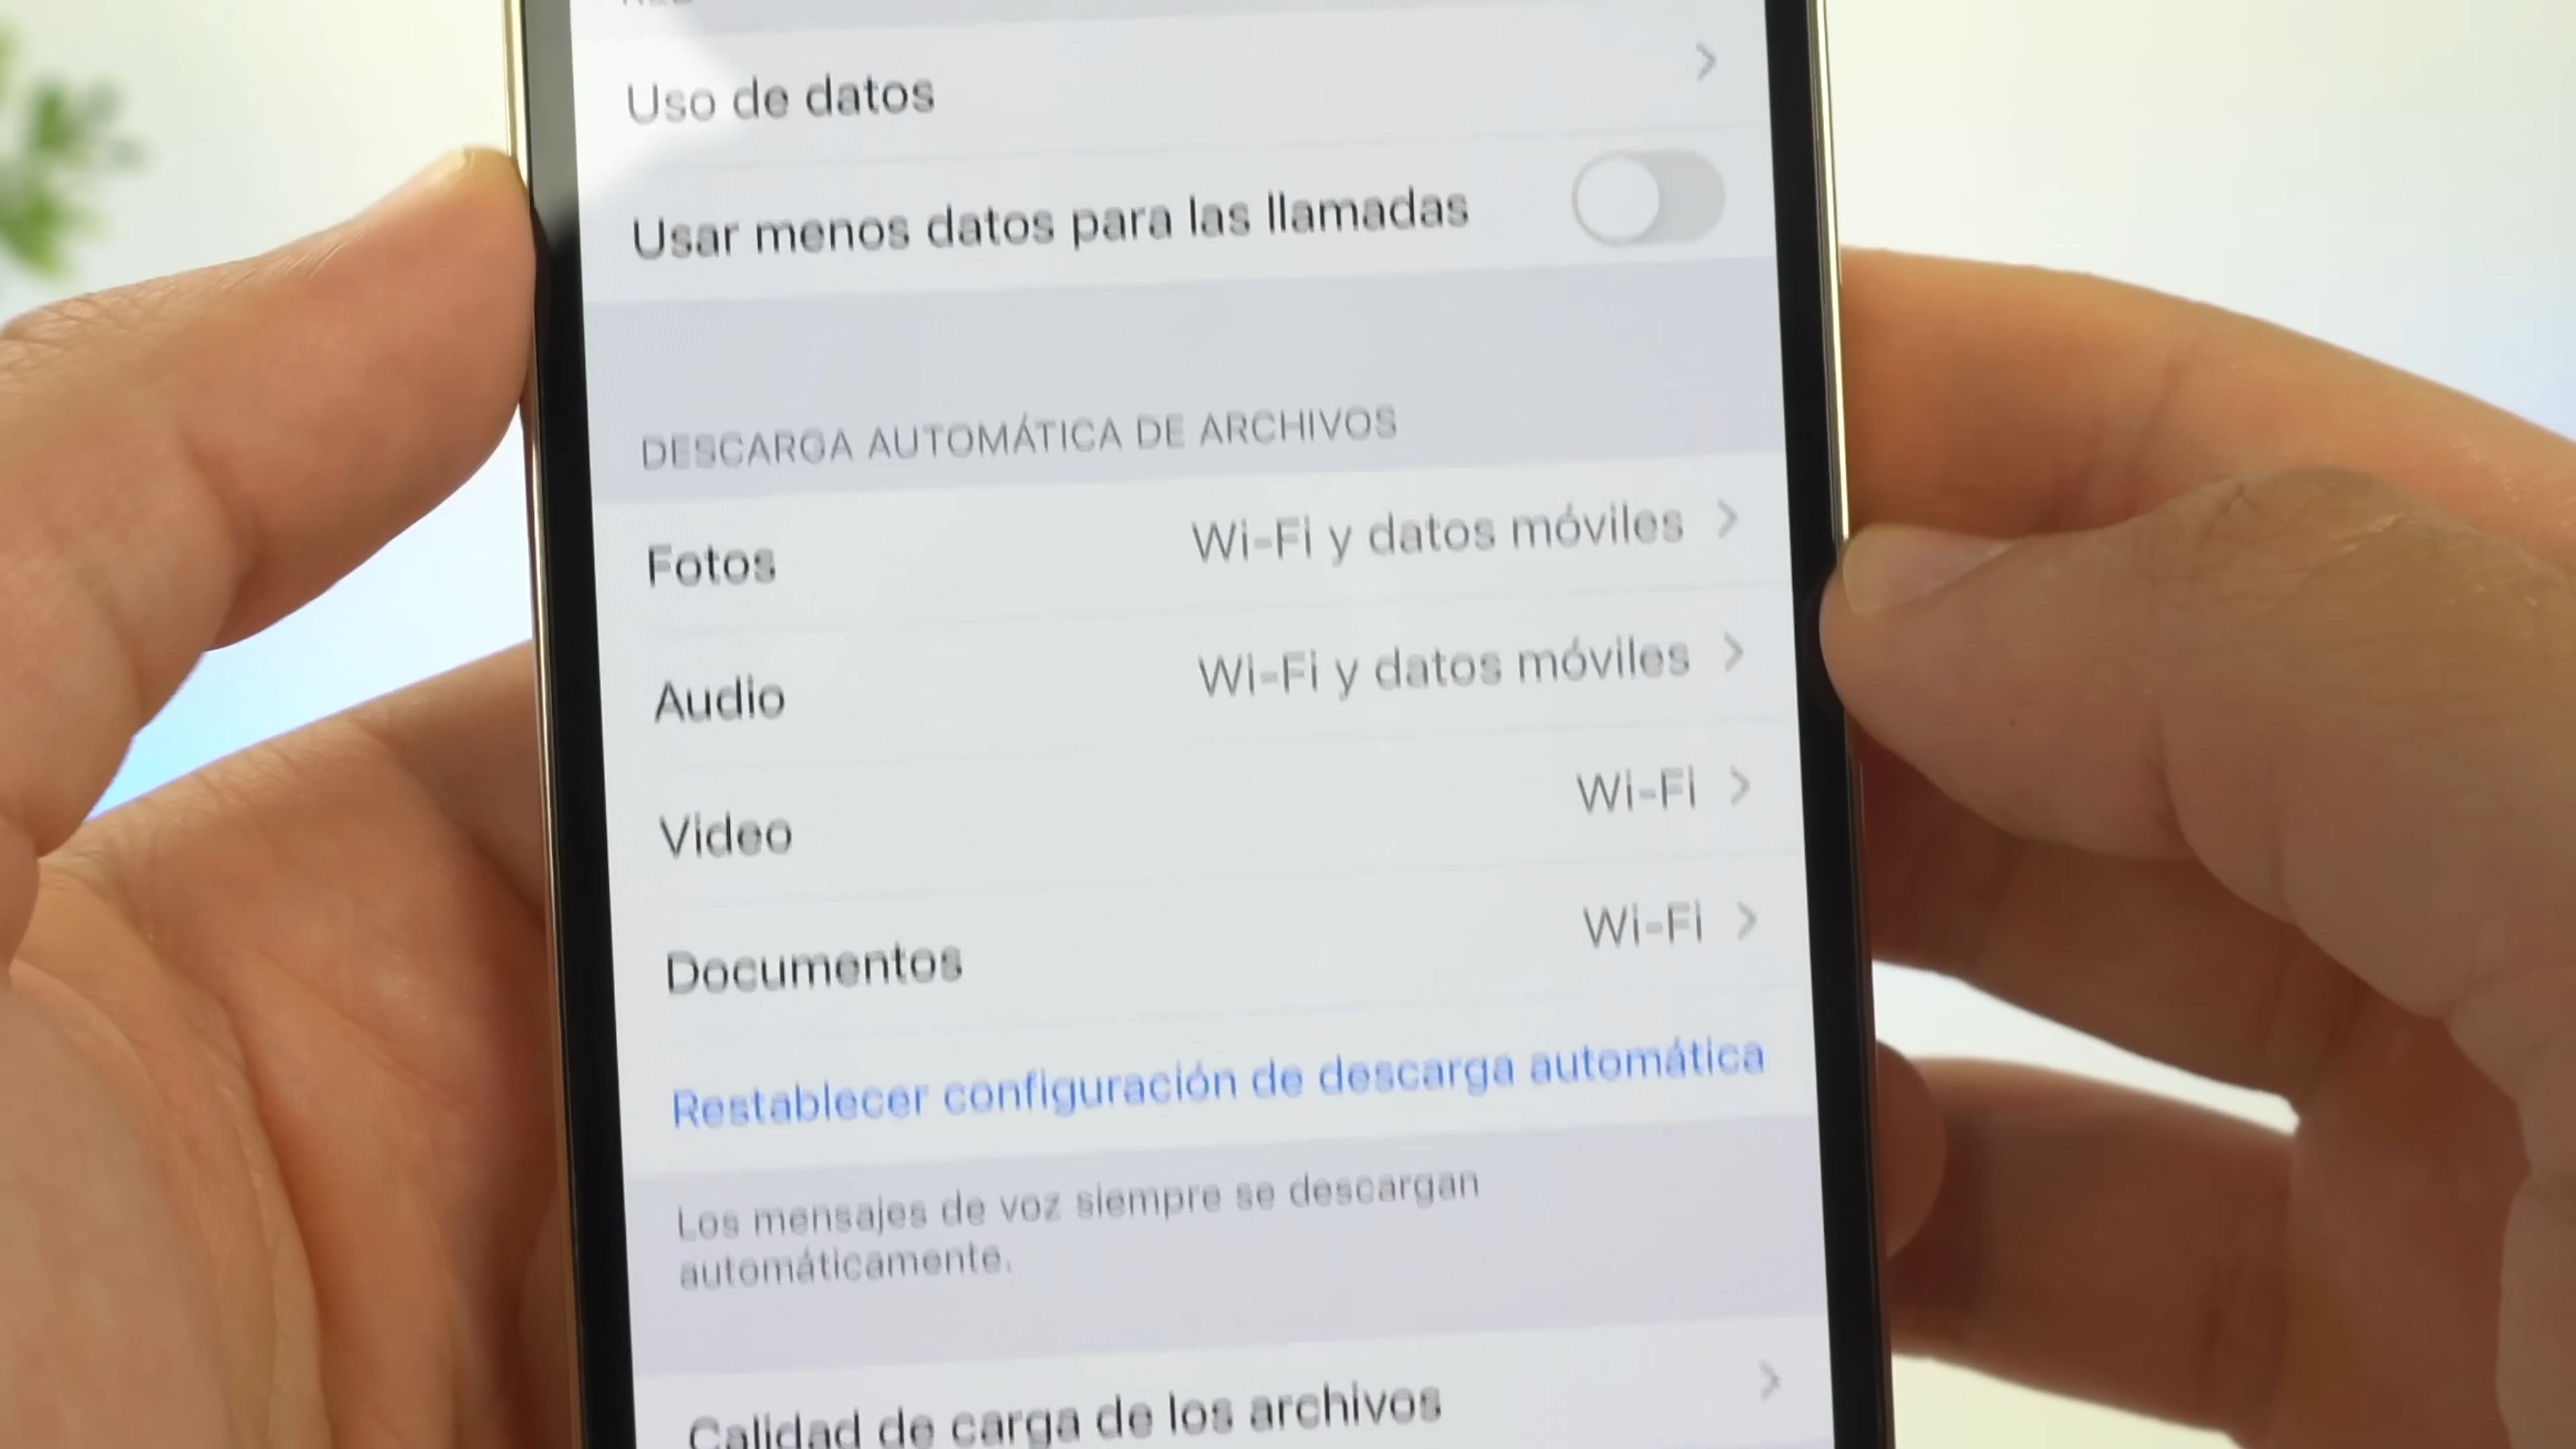 Uso de datos
Usar menos datos para las llamadas
DESCARGA AUTOMÁTICA DE ARCHIVOS
Fotos Wi-Fi y datos móviles
Audio Wi-Fi y datos móviles
Video Wi-Fi
Documentos Wi-Fi
Restablecer configuración de descarga automática
Los mensajes de voz siempre se descargan
automáticamente.
Calidad de carga de los archivos